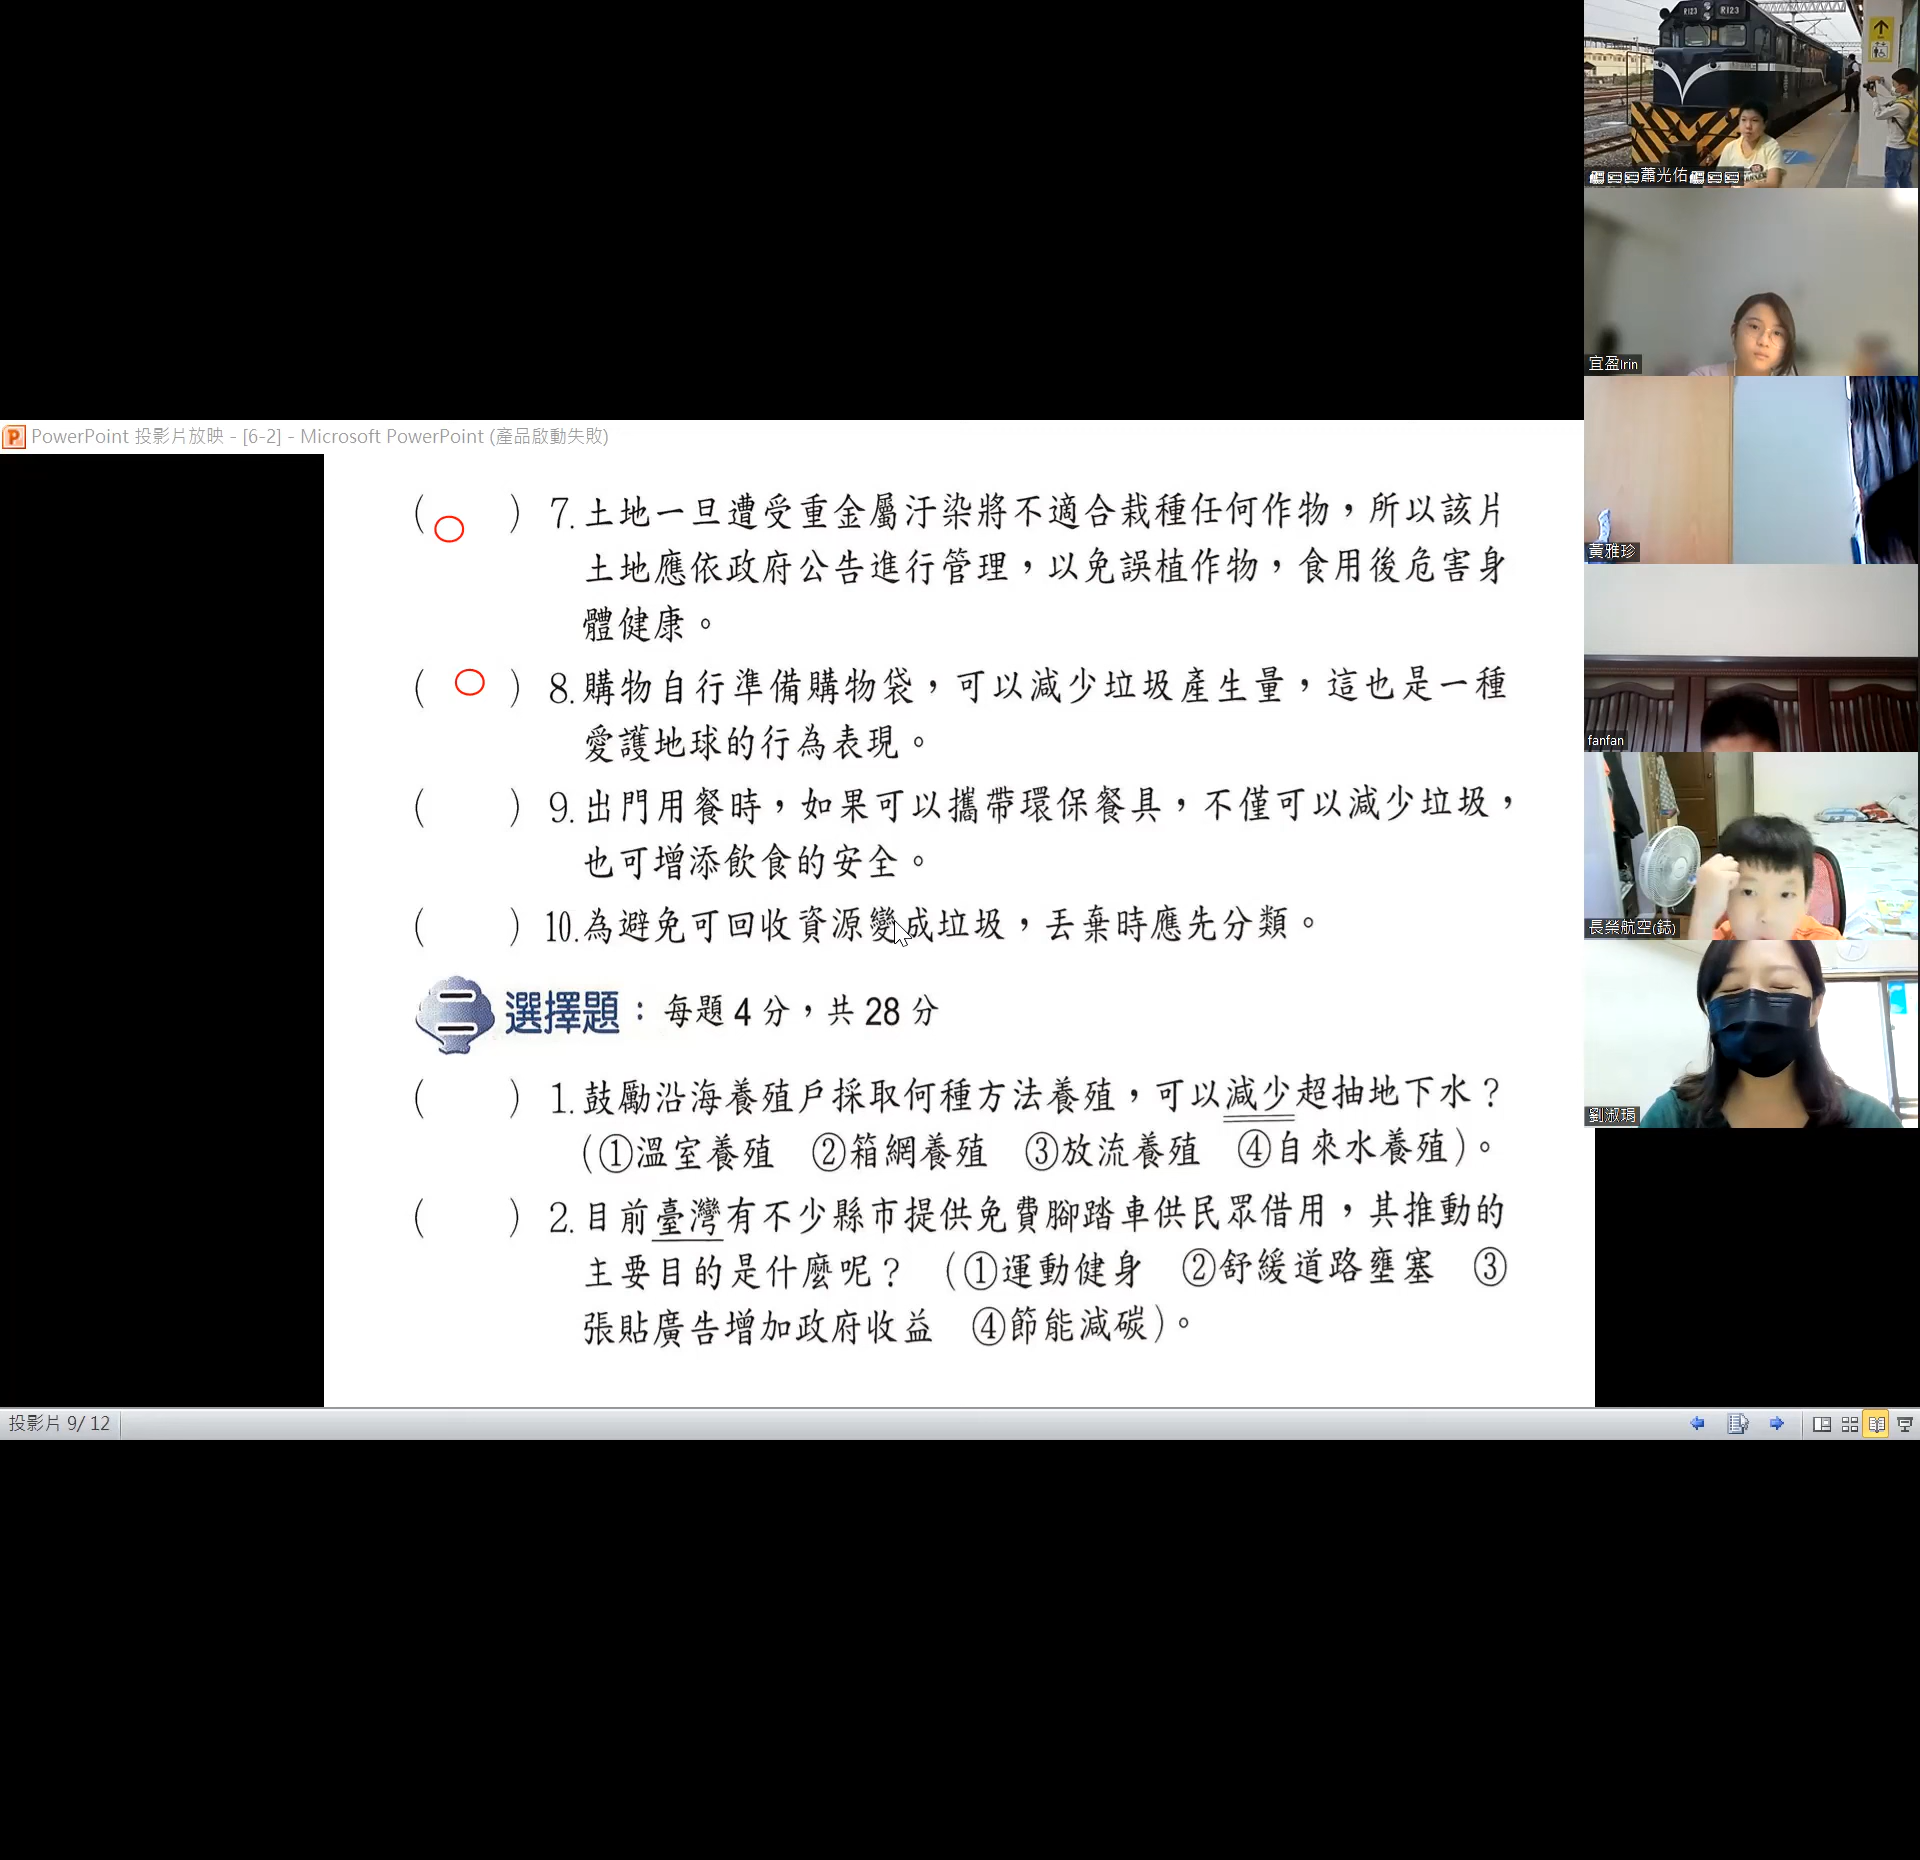 PowerPoint 投影片放映 - [6-2] - Microsoft PowerPoint (產品啟動失敗)
( ○ ) 7. 土地一旦遭受重金屬汙染將不適合栽種任何作物，所以該片
土地應依政府公告進行管理，以免誤植作物，食用後危害身
體健康。
( ○ ) 8. 購物自行準備購物袋，可以減少垃圾產生量，這也是一種
愛護地球的行為表現。
( ) 9. 出門用餐時，如果可以攜帶環保餐具，不僅可以減少垃圾，
也可增添飲食的安全。
( ) 10. 為避免可回收資源變成垃圾，丟棄時應先分類。
二 選擇題：每題 4 分，共 28 分
( ) 1. 鼓勵沿海養殖戶採取何種方法養殖，可以減少超抽地下水？
(①溫室養殖 ②箱網養殖 ③放流養殖 ④自來水養殖)。
( ) 2. 目前臺灣有不少縣市提供免費腳踏車供民眾借用，其推動的
主要目的是什麼呢？ (①運動健身 ②舒緩道路壅塞 ③
張貼廣告增加政府收益 ④節能減碳)。
投影片 9/ 12
R123 R123
蕭光佑
宜盈Irin
黃雅珍
fanfan
長榮航空(鋕)
劉淑瑀